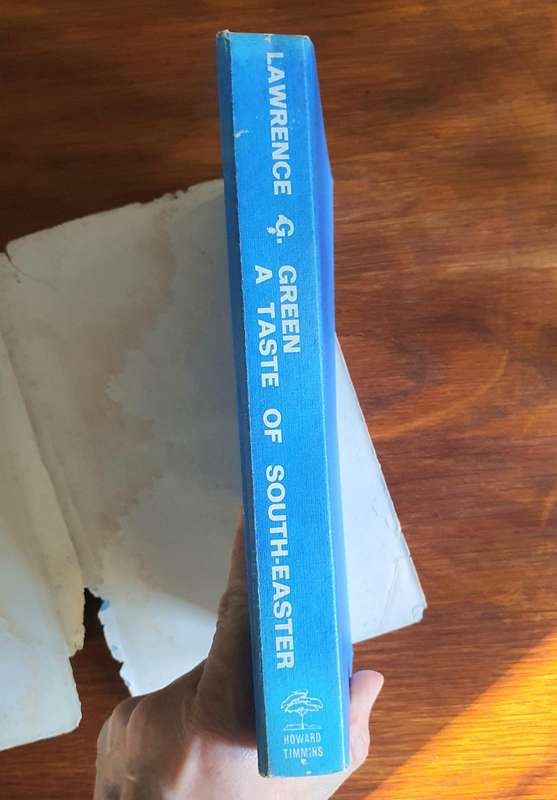 LAWRENCE G. GREEN
A TASTE OF SOUTH-EASTER
HOWARD
TIMMINS